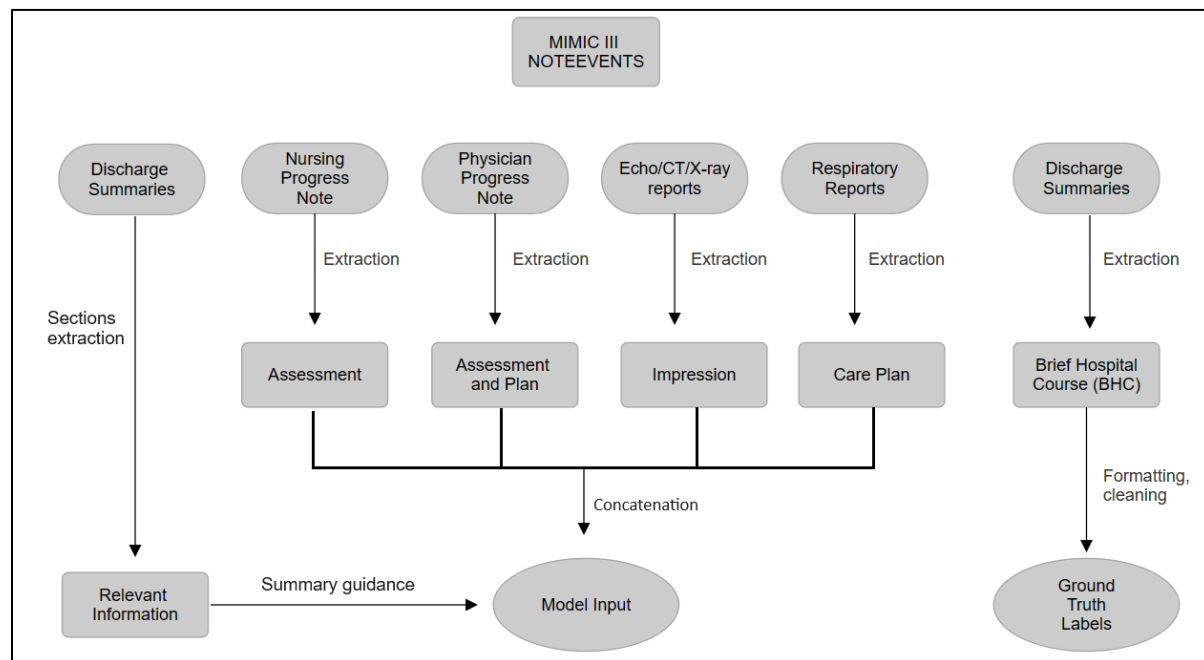 MIMIC III
NOTEEVENTS
Discharge
Summaries
Nursing
Progress
Note
Physician
Progress
Note
Echo/CT/X-ray
reports
Respiratory
Reports
Discharge
Summaries
Extraction
Extraction
Extraction
Extraction
Extraction
Sections
extraction
Assessment
Assessment
and Plan
Impression
Care Plan
Brief Hospital
Course (BHC)
Concatenation
Formatting,
cleaning
Relevant
Information
Summary guidance
Model Input
Ground
Truth
Labels